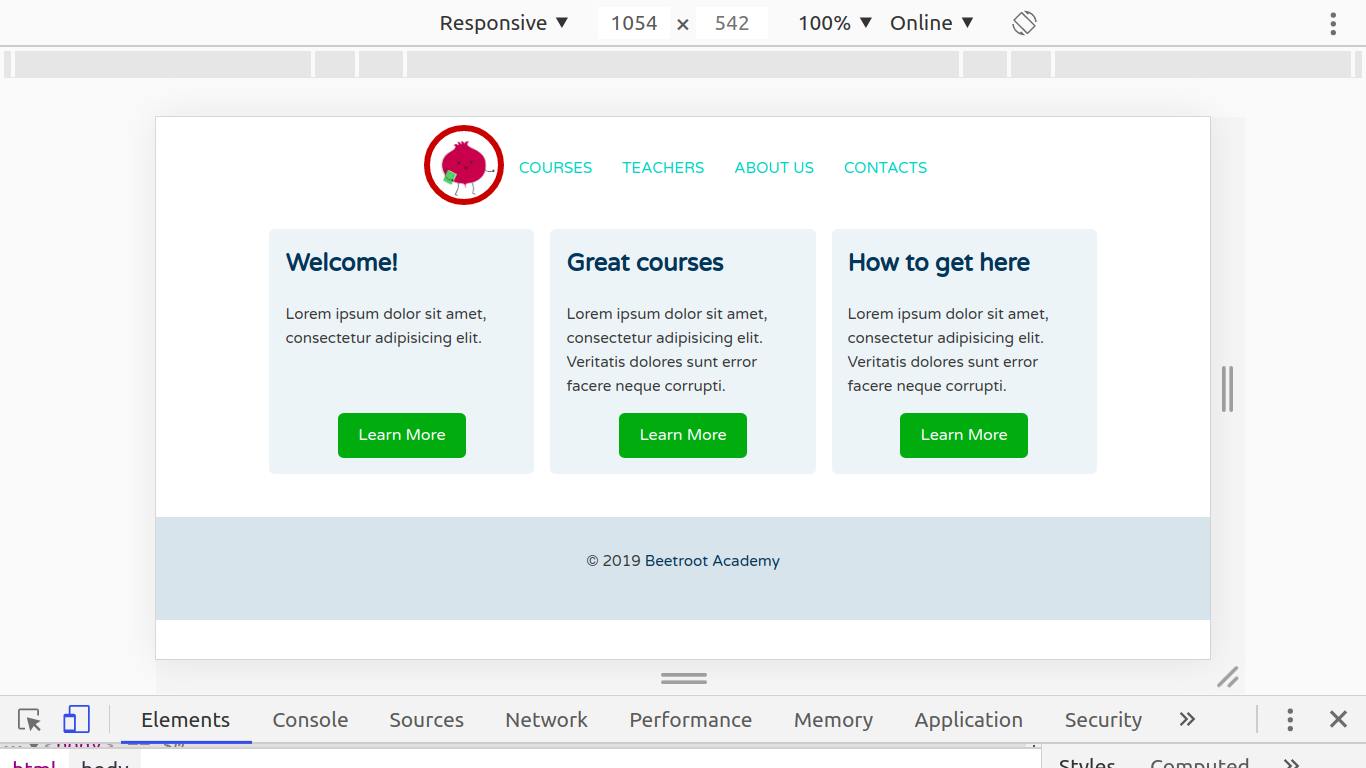 Responsive ▼ 1054 × 542 100% ▼ Online ▼
COURSES TEACHERS ABOUT US CONTACTS
Welcome!
Lorem ipsum dolor sit amet,
consectetur adipisicing elit.
Learn More
Great courses
Lorem ipsum dolor sit amet,
consectetur adipisicing elit.
Veritatis dolores sunt error
facere neque corrupti.
Learn More
How to get here
Lorem ipsum dolor sit amet,
consectetur adipisicing elit.
Veritatis dolores sunt error
facere neque corrupti.
Learn More
© 2019 Beetroot Academy
Elements Console Sources Network Performance Memory Application Security »
html body
Styles Computed »